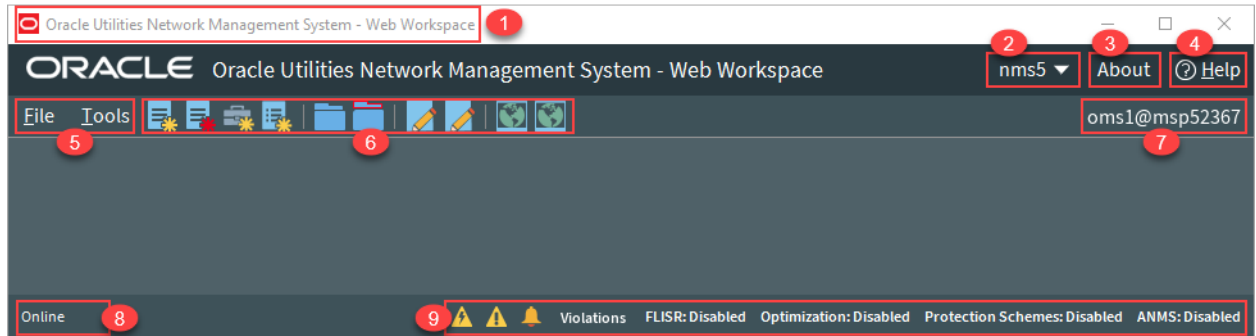 Oracle Utilities Network Management System - Web Workspace 1
2 3 4
ORACLE Oracle Utilities Network Management System - Web Workspace nms5 About ? Help
File Tools oms1@msp52367
5 6 7
Online 8 9 Violations FLISR: Disabled Optimization: Disabled Protection Schemes: Disabled ANMS: Disabled